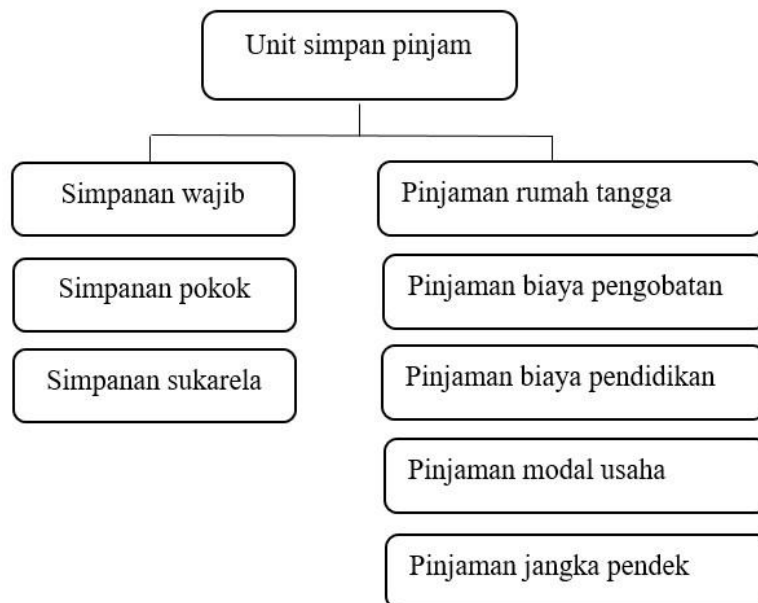 Unit simpan pinjam
Simpanan wajib
Simpanan pokok
Simpanan sukarela
Pinjaman rumah tangga
Pinjaman biaya pengobatan
Pinjaman biaya pendidikan
Pinjaman modal usaha
Pinjaman jangka pendek